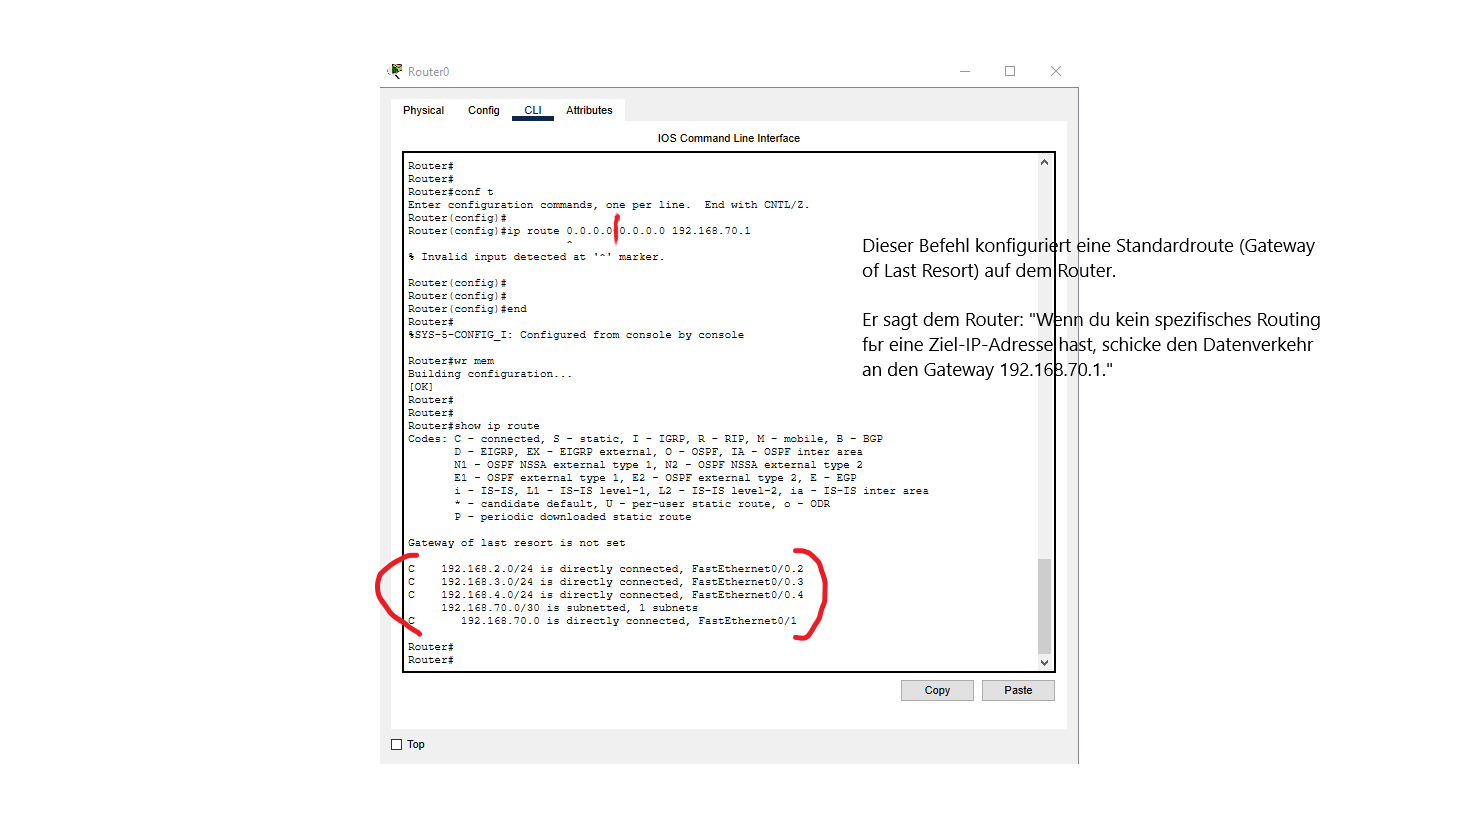 Router0
Physical Config CLI Attributes
IOS Command Line Interface
Router#
Router#
Router#conf t
Enter configuration commands, one per line.  End with CNTL/Z.
Router(config)#
Router(config)#ip route 0.0.0.0 0.0.0.0 192.168.70.1
^
% Invalid input detected at '^' marker.
Router(config)#
Router(config)#
Router(config)#end
Router#
%SYS-5-CONFIG_I: Configured from console by console
Router#wr mem
Building configuration...
[OK]
Router#
Router#
Router#show ip route
Codes: C - connected, S - static, I - IGRP, R - RIP, M - mobile, B - BGP
D - EIGRP, EX - EIGRP external, O - OSPF, IA - OSPF inter area
N1 - OSPF NSSA external type 1, N2 - OSPF NSSA external type 2
E1 - OSPF external type 1, E2 - OSPF external type 2, E - EGP
i - IS-IS, L1 - IS-IS level-1, L2 - IS-IS level-2, ia - IS-IS inter area
* - candidate default, U - per-user static route, o - ODR
P - periodic downloaded static route
Gateway of last resort is not set
C    192.168.2.0/24 is directly connected, FastEthernet0/0.2
C    192.168.3.0/24 is directly connected, FastEthernet0/0.3
C    192.168.4.0/24 is directly connected, FastEthernet0/0.4
192.168.70.0/30 is subnetted, 1 subnets
C       192.168.70.0 is directly connected, FastEthernet0/1
Router#
Router#
Copy Paste
Top
Dieser Befehl konfiguriert eine Standardroute (Gateway
of Last Resort) auf dem Router.
Er sagt dem Router: "Wenn du kein spezifisches Routing
fьr eine Ziel-IP-Adresse hast, schicke den Datenverkehr
an den Gateway 192.168.70.1."